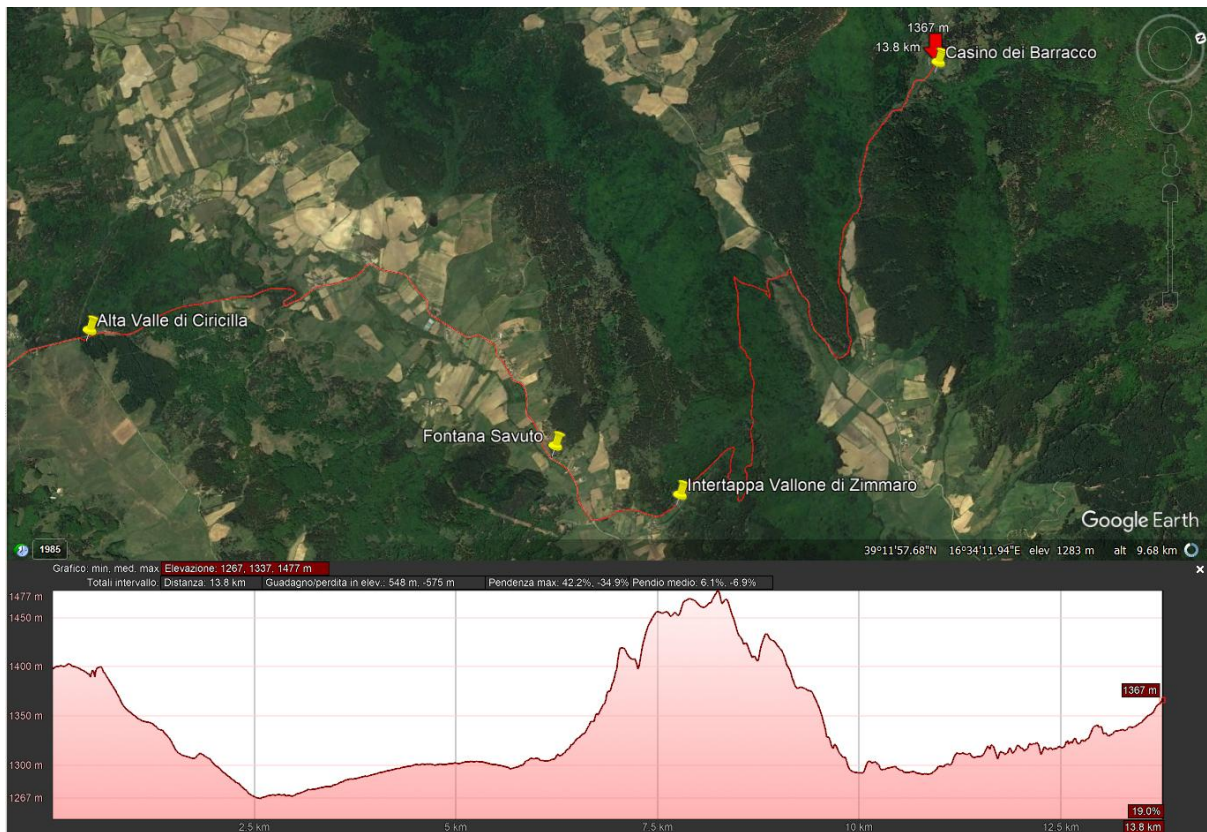 1367 m
13.8 km
Casino dei Barracco
N
Alta Valle di Ciricilla
Fontana Savuto
Intertappa Vallone di Zimmaro
Google Earth
1985
39°11'57.68"N 16°34'11.94"E elev 1283 m alt 9.68 km
Grafico: min, med, max Elevazione: 1267, 1337, 1477 m
Totali intervallo: Distanza: 13.8 km Guadagno/perdita in elev.: 548 m, -575 m Pendenza max: 42.2%, -34.9% Pendio medio: 6.1%, -6.9%
1477 m
1450 m
1400 m
1350 m
1300 m
1267 m
1367 m
19.0%
2.5 km 5 km 7.5 km 10 km 12.5 km 13.8 km